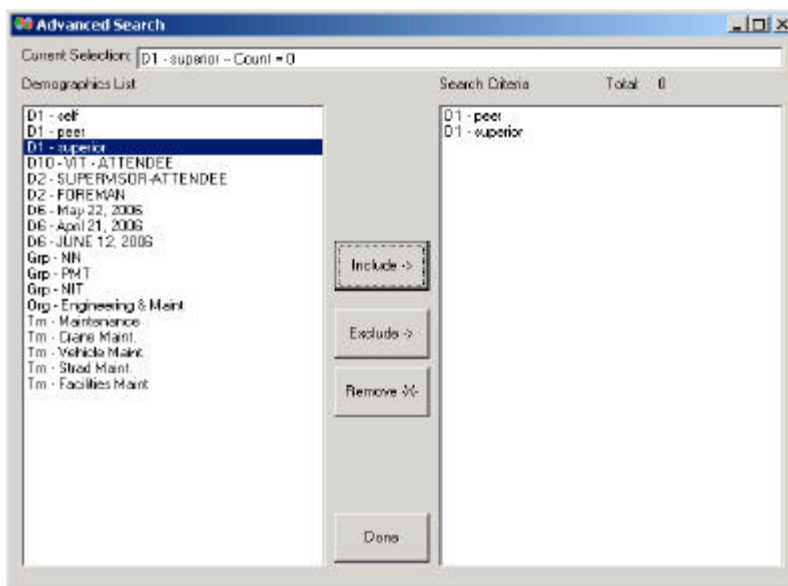 Advanced Search
Current Selection: D1 - superior -- Count = 0
Demographics List
Search Criteria Total: 0
D1 - self
D1 - peer
D1 - superior
D10 - VIT - ATTENDEE
D2 - SUPERVISOR-ATTENDEE
D2 - FOREMAN
D6 - May 22, 2006
D6 - April 21, 2006
D6 - JUNE 12, 2006
Grp - NN
Grp - PMT
Grp - NIT
Org - Engineering & Maint
Tm - Maintenance
Tm - Crane Maint.
Tm - Vehicle Maint.
Tm - Strad Maint.
Tm - Facilities Maint
Include ->
Exclude ->
Remove -X-
Done
D1 - peer
D1 - superior